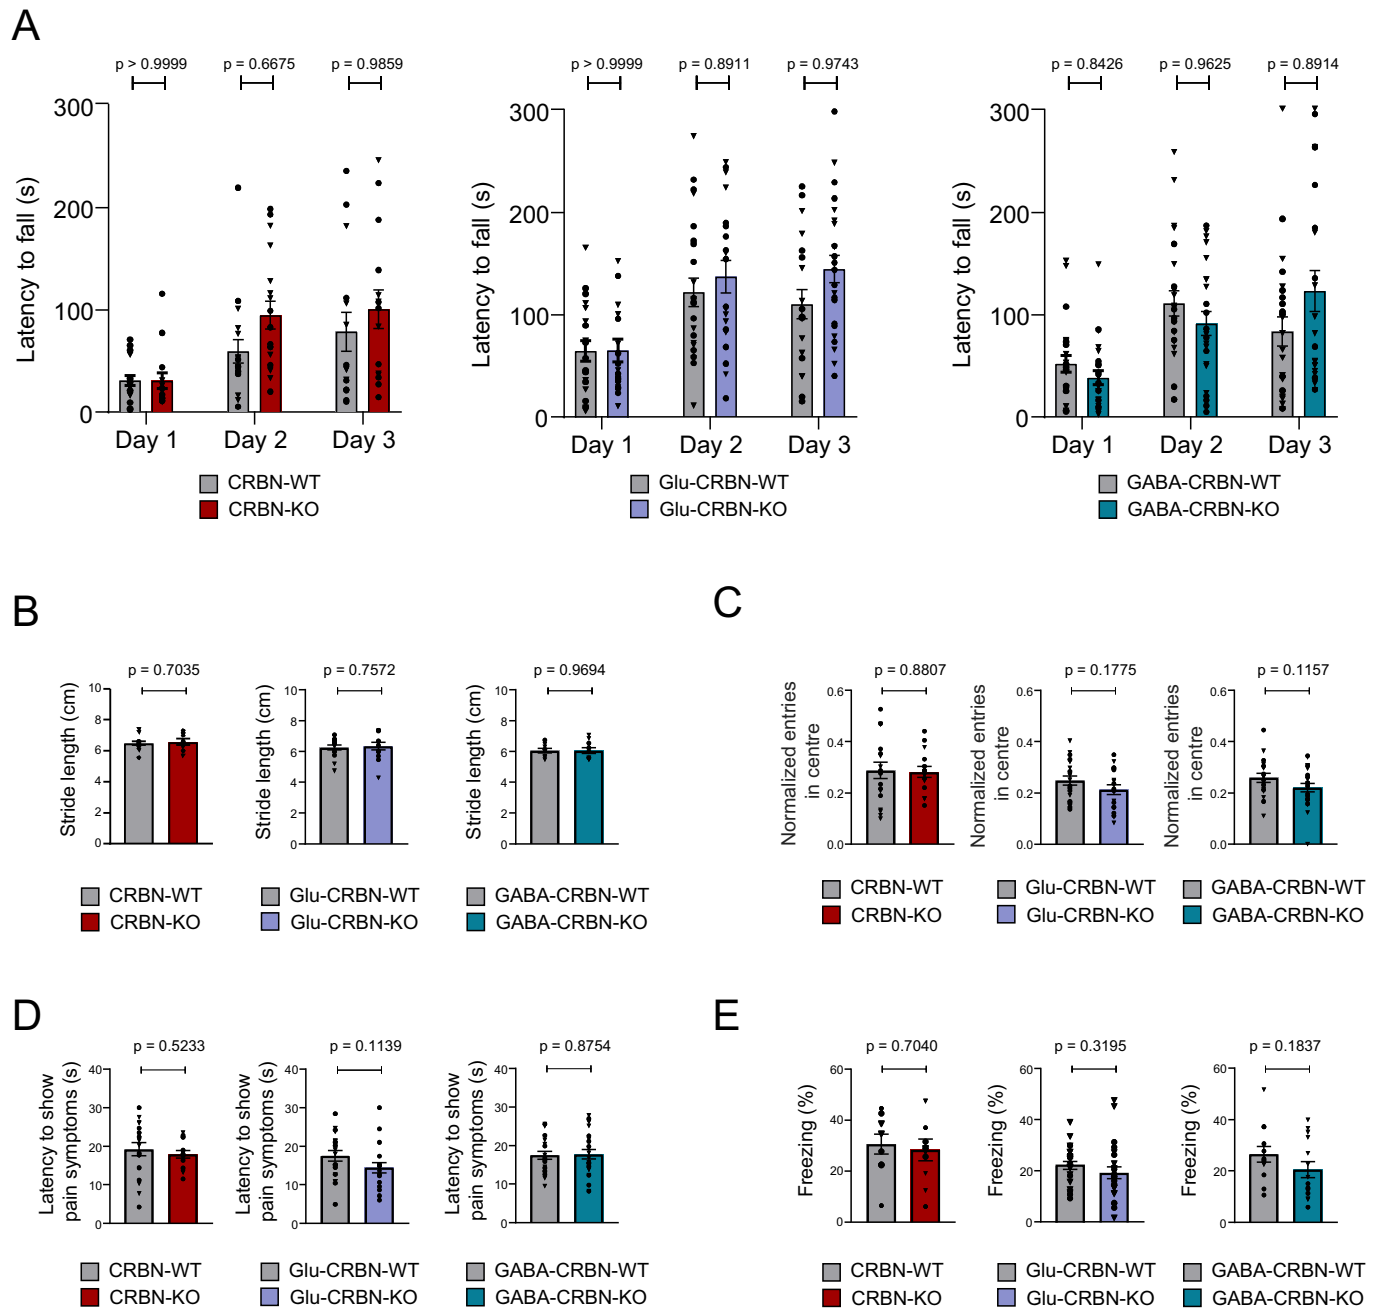 A
p > 0.9999 p = 0.6675 p = 0.9859
Latency to fall (s)
300
200
100
0
Day 1 Day 2 Day 3
CRBN-WT
CRBN-KO
p > 0.9999 p = 0.8911 p = 0.9743
Latency to fall (s)
300
200
100
0
Day 1 Day 2 Day 3
Glu-CRBN-WT
Glu-CRBN-KO
p = 0.8426 p = 0.9625 p = 0.8914
Latency to fall (s)
300
200
100
0
Day 1 Day 2 Day 3
GABA-CRBN-WT
GABA-CRBN-KO
B
p = 0.7035
Stride length (cm)
10
8
6
4
2
0
CRBN-WT
CRBN-KO
p = 0.7572
Stride length (cm)
10
8
6
4
2
0
Glu-CRBN-WT
Glu-CRBN-KO
p = 0.9694
Stride length (cm)
10
8
6
4
2
0
GABA-CRBN-WT
GABA-CRBN-KO
C
p = 0.8807
Normalized entries
in centre
0.6
0.4
0.2
0.0
CRBN-WT
CRBN-KO
p = 0.1775
Normalized entries
in centre
0.6
0.4
0.2
0.0
Glu-CRBN-WT
Glu-CRBN-KO
p = 0.1157
Normalized entries
in centre
0.6
0.4
0.2
0.0
GABA-CRBN-WT
GABA-CRBN-KO
D
p = 0.5233
Latency to show
pain symptoms (s)
40
30
20
10
0
CRBN-WT
CRBN-KO
p = 0.1139
Latency to show
pain symptoms (s)
40
30
20
10
0
Glu-CRBN-WT
Glu-CRBN-KO
p = 0.8754
Latency to show
pain symptoms (s)
40
30
20
10
0
GABA-CRBN-WT
GABA-CRBN-KO
E
p = 0.7040
Freezing (%)
60
40
20
0
CRBN-WT
CRBN-KO
p = 0.3195
Freezing (%)
60
40
20
0
Glu-CRBN-WT
Glu-CRBN-KO
p = 0.1837
Freezing (%)
60
40
20
0
GABA-CRBN-WT
GABA-CRBN-KO